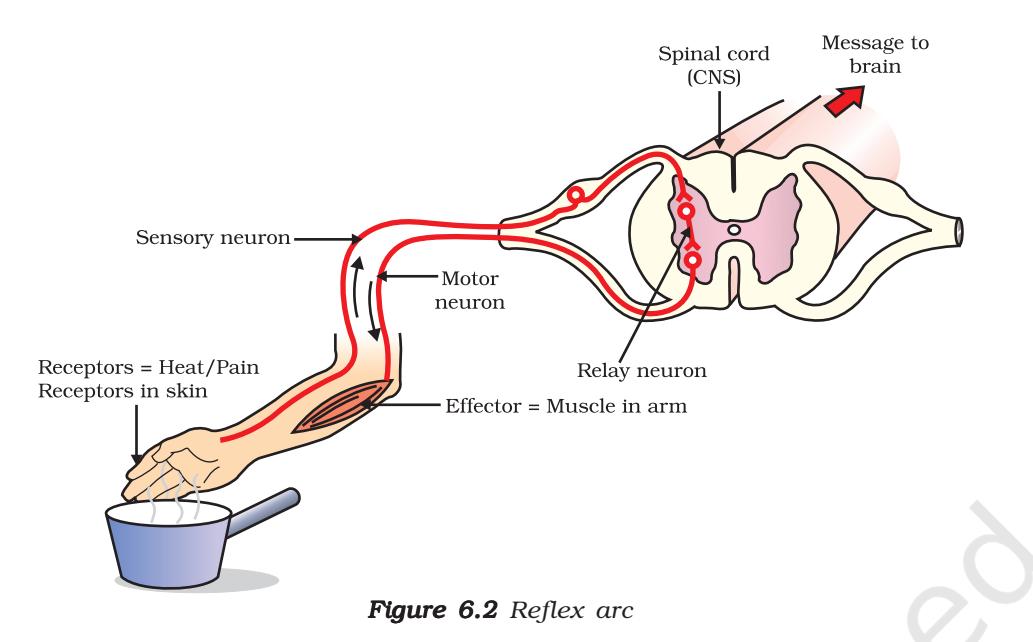 Spinal cord
(CNS)
Message to
brain
Sensory neuron
Motor
neuron
Relay neuron
Receptors = Heat/Pain
Receptors in skin
Effector = Muscle in arm
Figure 6.2 Reflex arc
ed